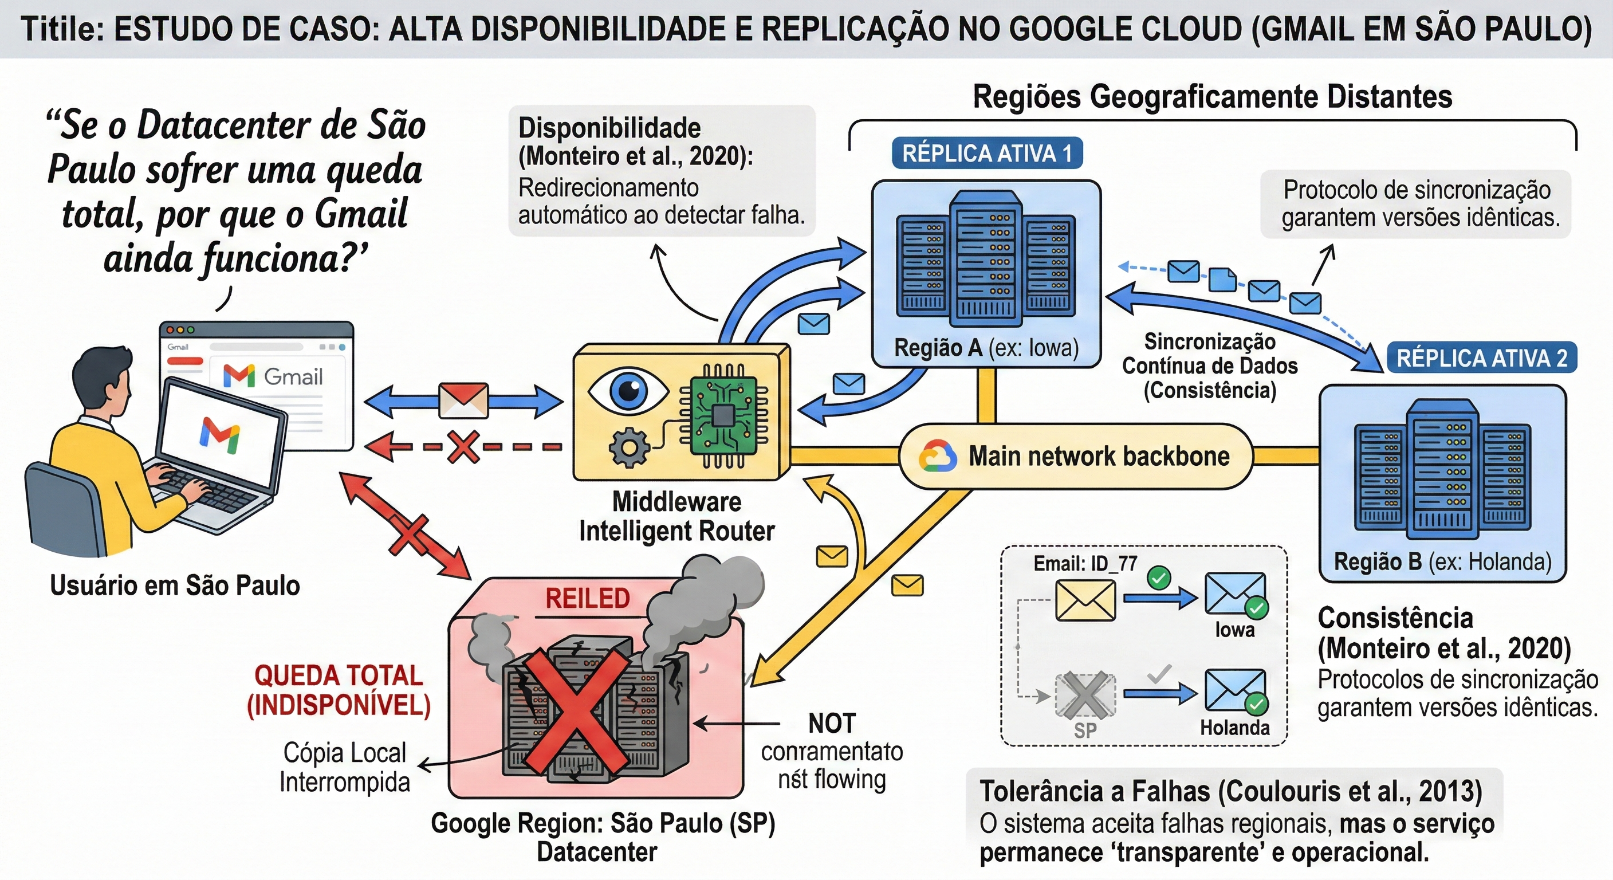 Titile: ESTUDO DE CASO: ALTA DISPONIBILIDADE E REPLICAÇÃO NO GOOGLE CLOUD (GMAIL EM SÃO PAULO)
“Se o Datacenter de São
Paulo sofrer uma queda
total, por que o Gmail
ainda funciona?’
Disponibilidade
(Monteiro et al., 2020):
Redirecionamento
automático ao detectar falha.
Regiões Geograficamente Distantes
RÉPLICA ATIVA 1
Região A (ex: Iowa)
Protocolo de sincronização
garantem versões idênticas.
Sincronização
Contínua de Dados
(Consistência)
RÉPLICA ATIVA 2
Região B (ex: Holanda)
Gmail
Gmail
Usuário em São Paulo
Middleware
Intelligent Router
Main network backbone
REILED
QUEDA TOTAL
(INDISPONÍVEL)
Cópia Local
Interrompida
NOT
conramentato
nśt flowing
Google Region: São Paulo (SP)
Datacenter
Email: ID_77
Iowa
SP
Holanda
Consistência
(Monteiro et al., 2020)
Protocolos de sincronização
garantem versões idênticas.
Tolerância a Falhas (Coulouris et al., 2013)
O sistema aceita falhas regionais, mas o serviço
permanece ‘transparente’ e operacional.